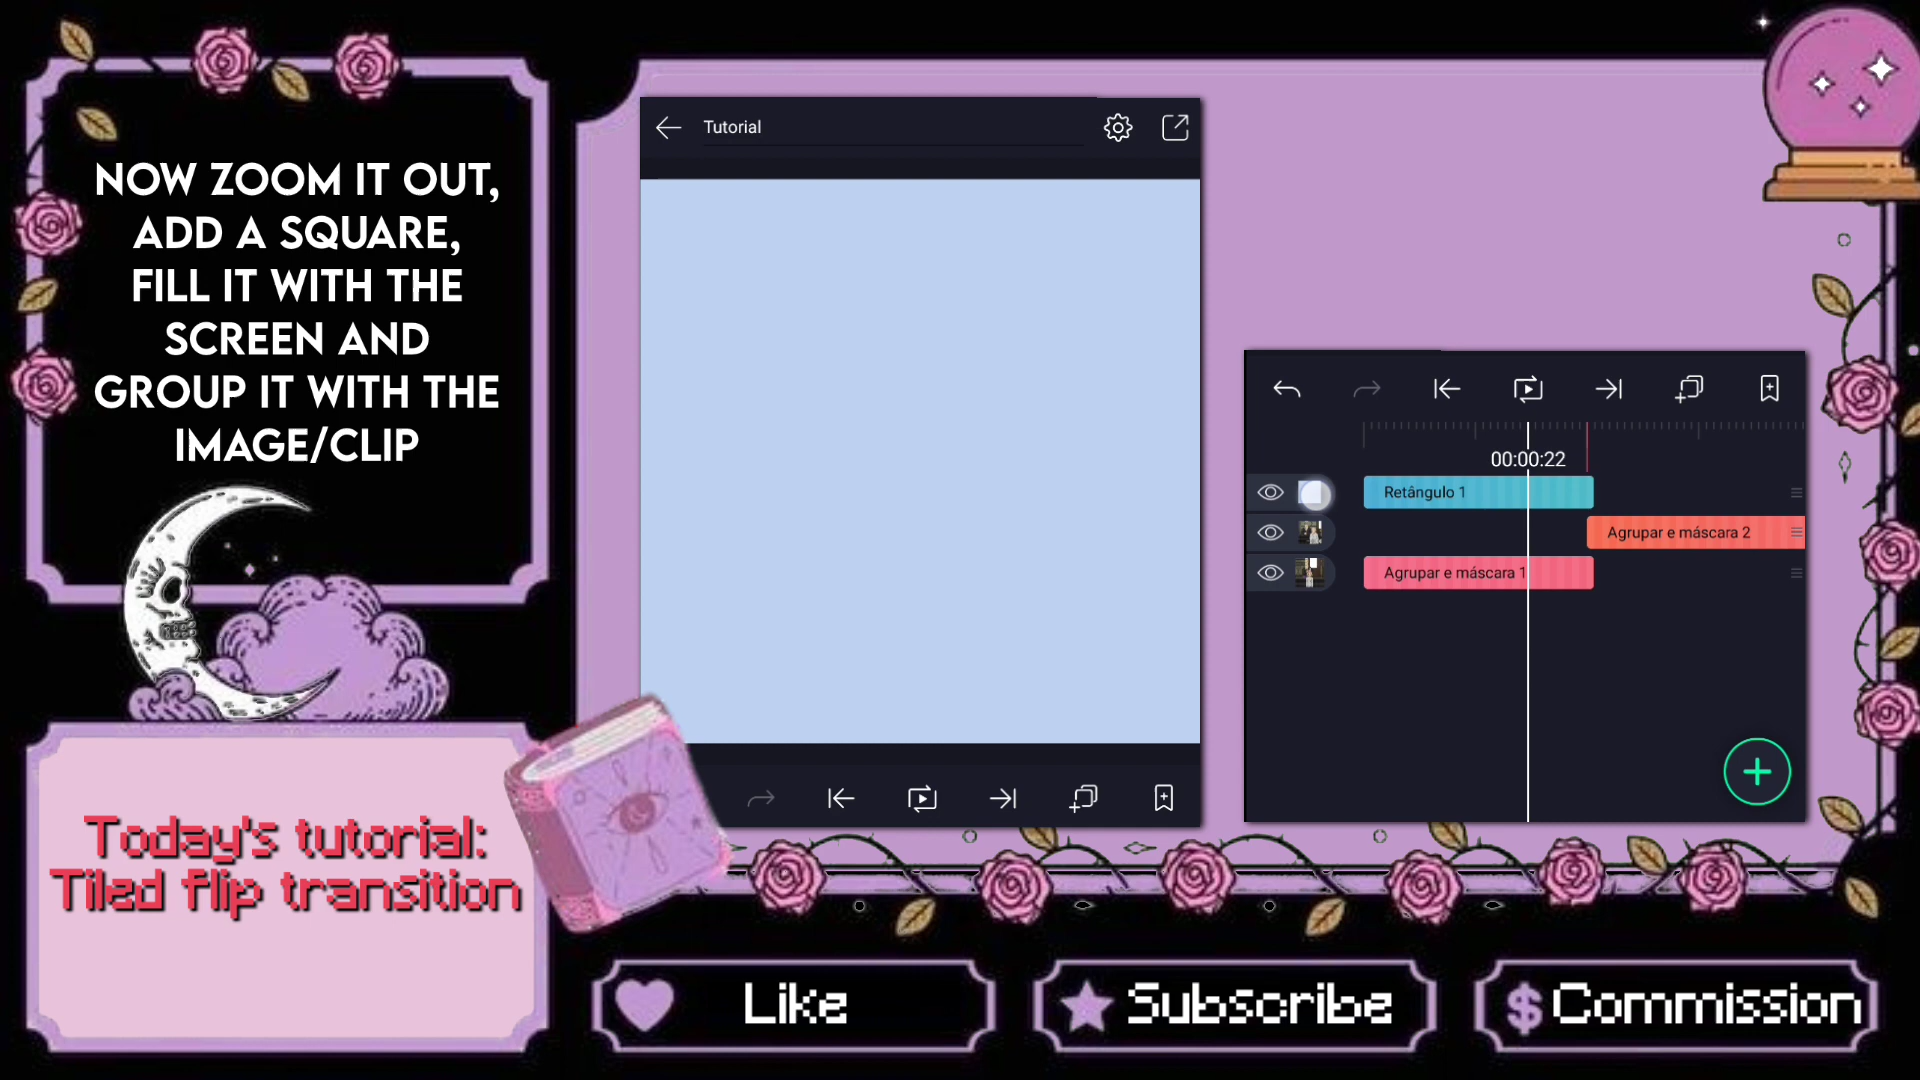 NOW ZOOM IT OUT,
ADD A SQUARE,
FILL IT WITH THE
SCREEN AND
GROUP IT WITH THE
IMAGE/CLIP
Today's tutorial:
Tiled flip transition
Tutorial
00:00:22
Retângulo 1
Agrupar e máscara 2
Agrupar e máscara 1
Like
Subscribe
$ Commission